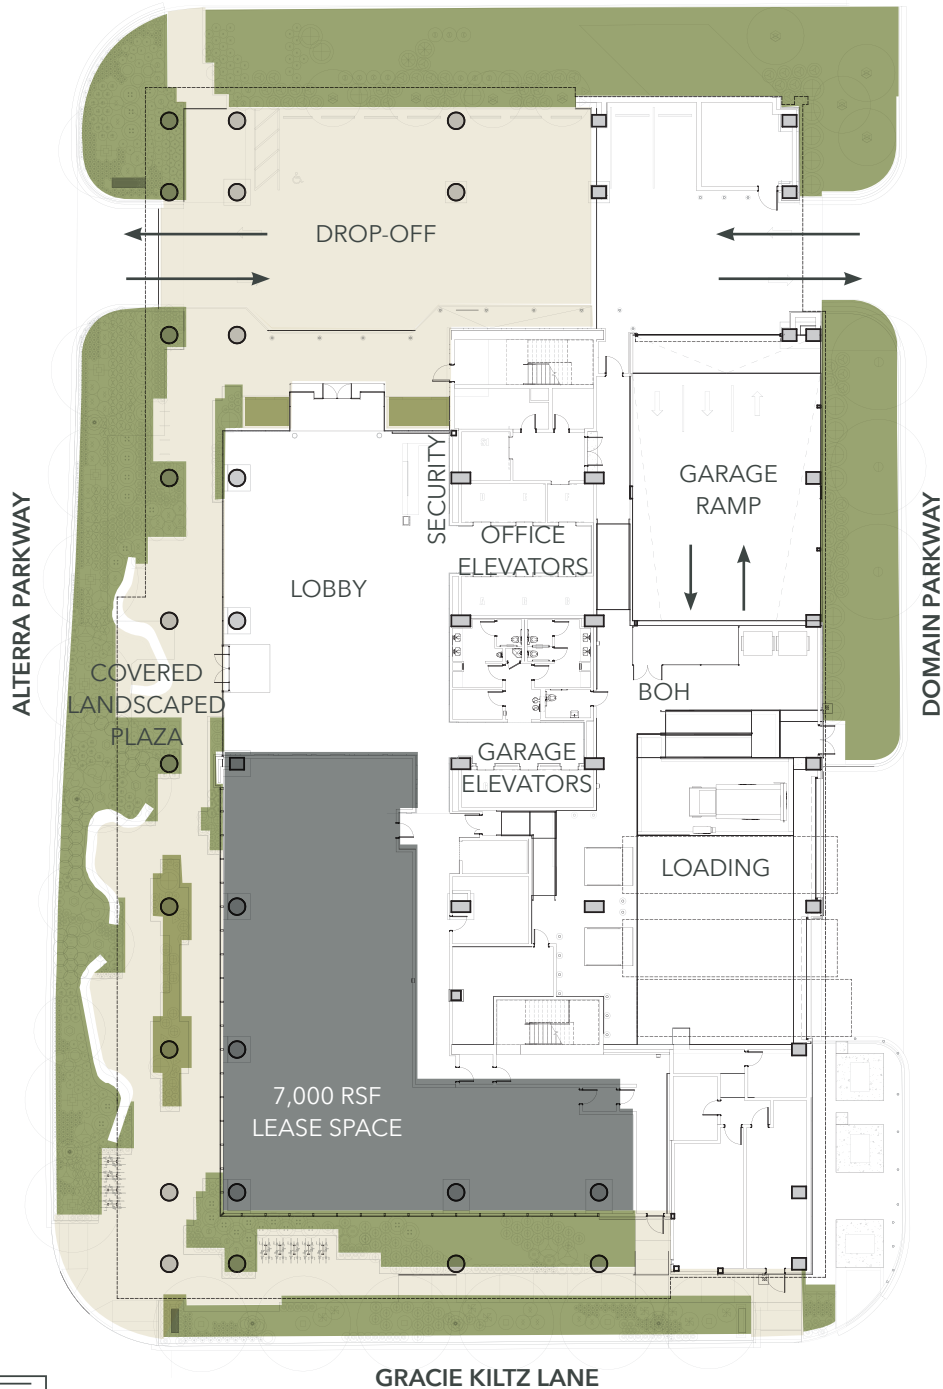 DROP-OFF
SECURITY
GARAGE
RAMP
OFFICE
ELEVATORS
LOBBY
ALTERRA PARKWAY
DOMAIN PARKWAY
COVERED
LANDSCAPED
PLAZA
BOH
GARAGE
ELEVATORS
LOADING
7,000 RSF
LEASE SPACE
GRACIE KILTZ LANE